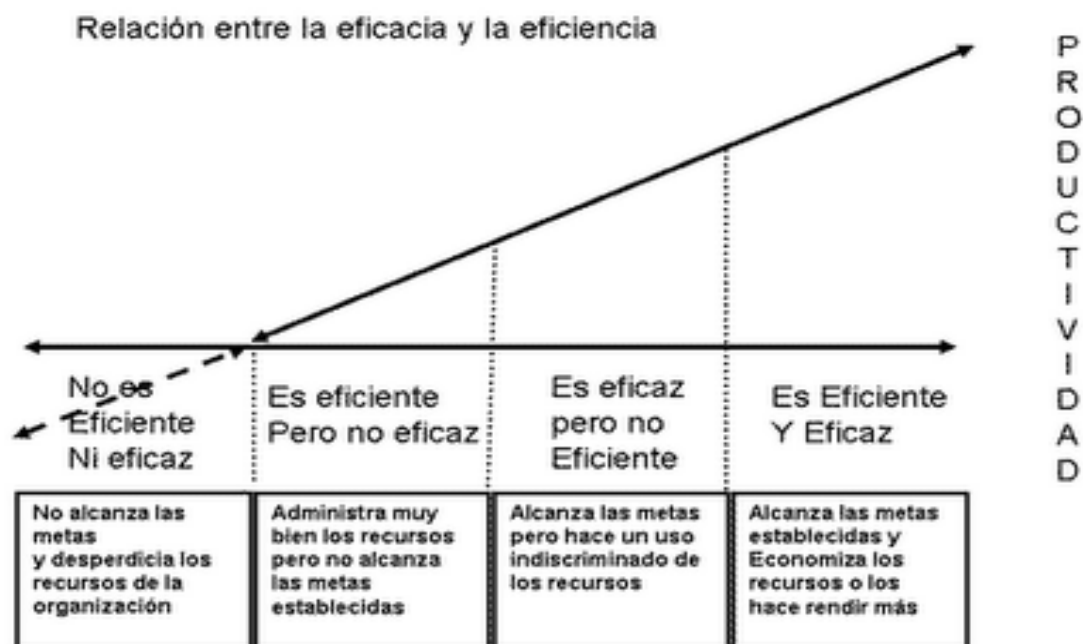 Relación entre la eficacia y la eficiencia
PRODUCTIVIDAD
No es
Eficiente
Ni eficaz
Es eficiente
Pero no eficaz
Es eficaz
pero no
Eficiente
Es Eficiente
Y Eficaz
No alcanza las
metas
y desperdicia los
recursos de la
organización
Administra muy
bien los recursos
pero no alcanza
las metas
establecidas
Alcanza las metas
pero hace un uso
indiscriminado de
los recursos
Alcanza las metas
establecidas y
Economiza los
recursos o los
hace rendir más